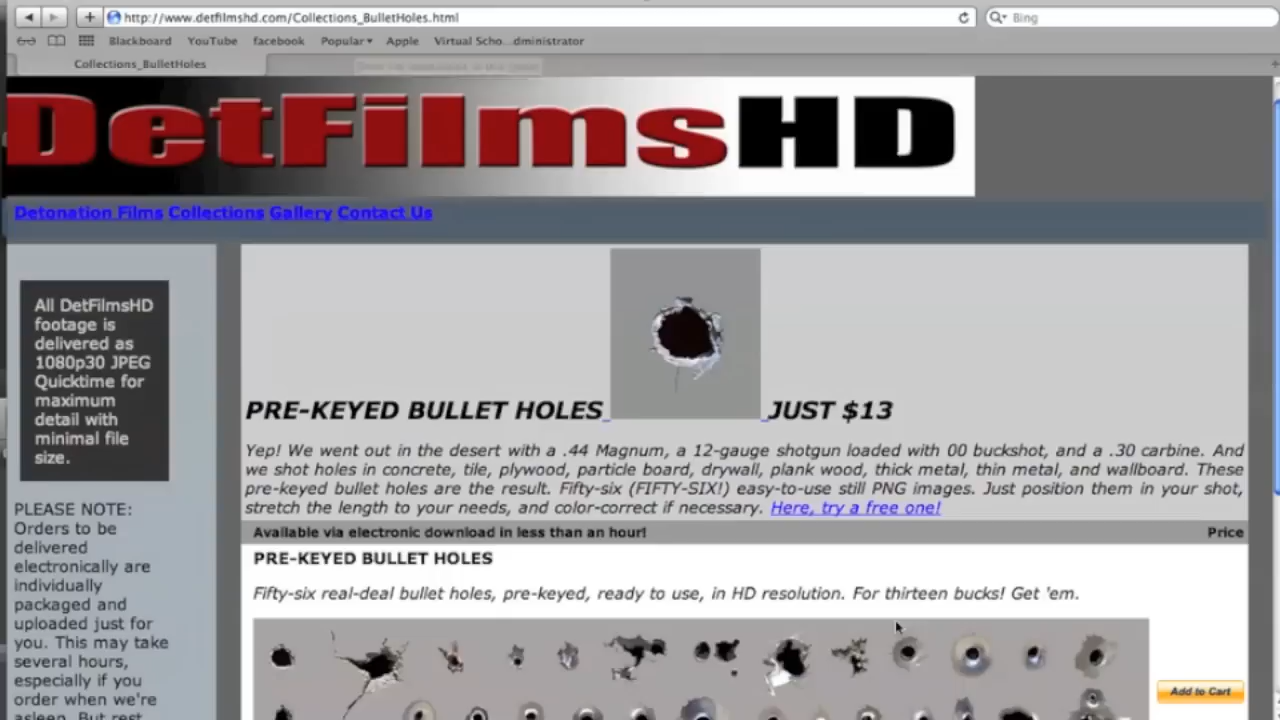 http://www.detfilmshd.com/Collections_BulletHoles.html
Bing
Blackboard YouTube facebook Popular▾ Apple Virtual Scho...dministrator
Collections_BulletHoles
DetFilmsHD
Detonation Films Collections Gallery Contact Us
All DetFilmsHD
footage is
delivered as
1080p30 JPEG
Quicktime for
maximum
detail with
minimal file
size.
PLEASE NOTE:
Orders to be
delivered
electronically are
individually
packaged and
uploaded just for
you. This may take
several hours,
especially if you
order when we're
asleep. But rest
PRE-KEYED BULLET HOLES JUST $13
Yep! We went out in the desert with a .44 Magnum, a 12-gauge shotgun loaded with 00 buckshot, and a .30 carbine. And
we shot holes in concrete, tile, plywood, particle board, drywall, plank wood, thick metal, thin metal, and wallboard. These
pre-keyed bullet holes are the result. Fifty-six (FIFTY-SIX!) easy-to-use still PNG images. Just position them in your shot,
stretch the length to your needs, and color-correct if necessary. Here, try a free one!
Available via electronic download in less than an hour! Price
PRE-KEYED BULLET HOLES
Fifty-six real-deal bullet holes, pre-keyed, ready to use, in HD resolution. For thirteen bucks! Get 'em.
Add to Cart